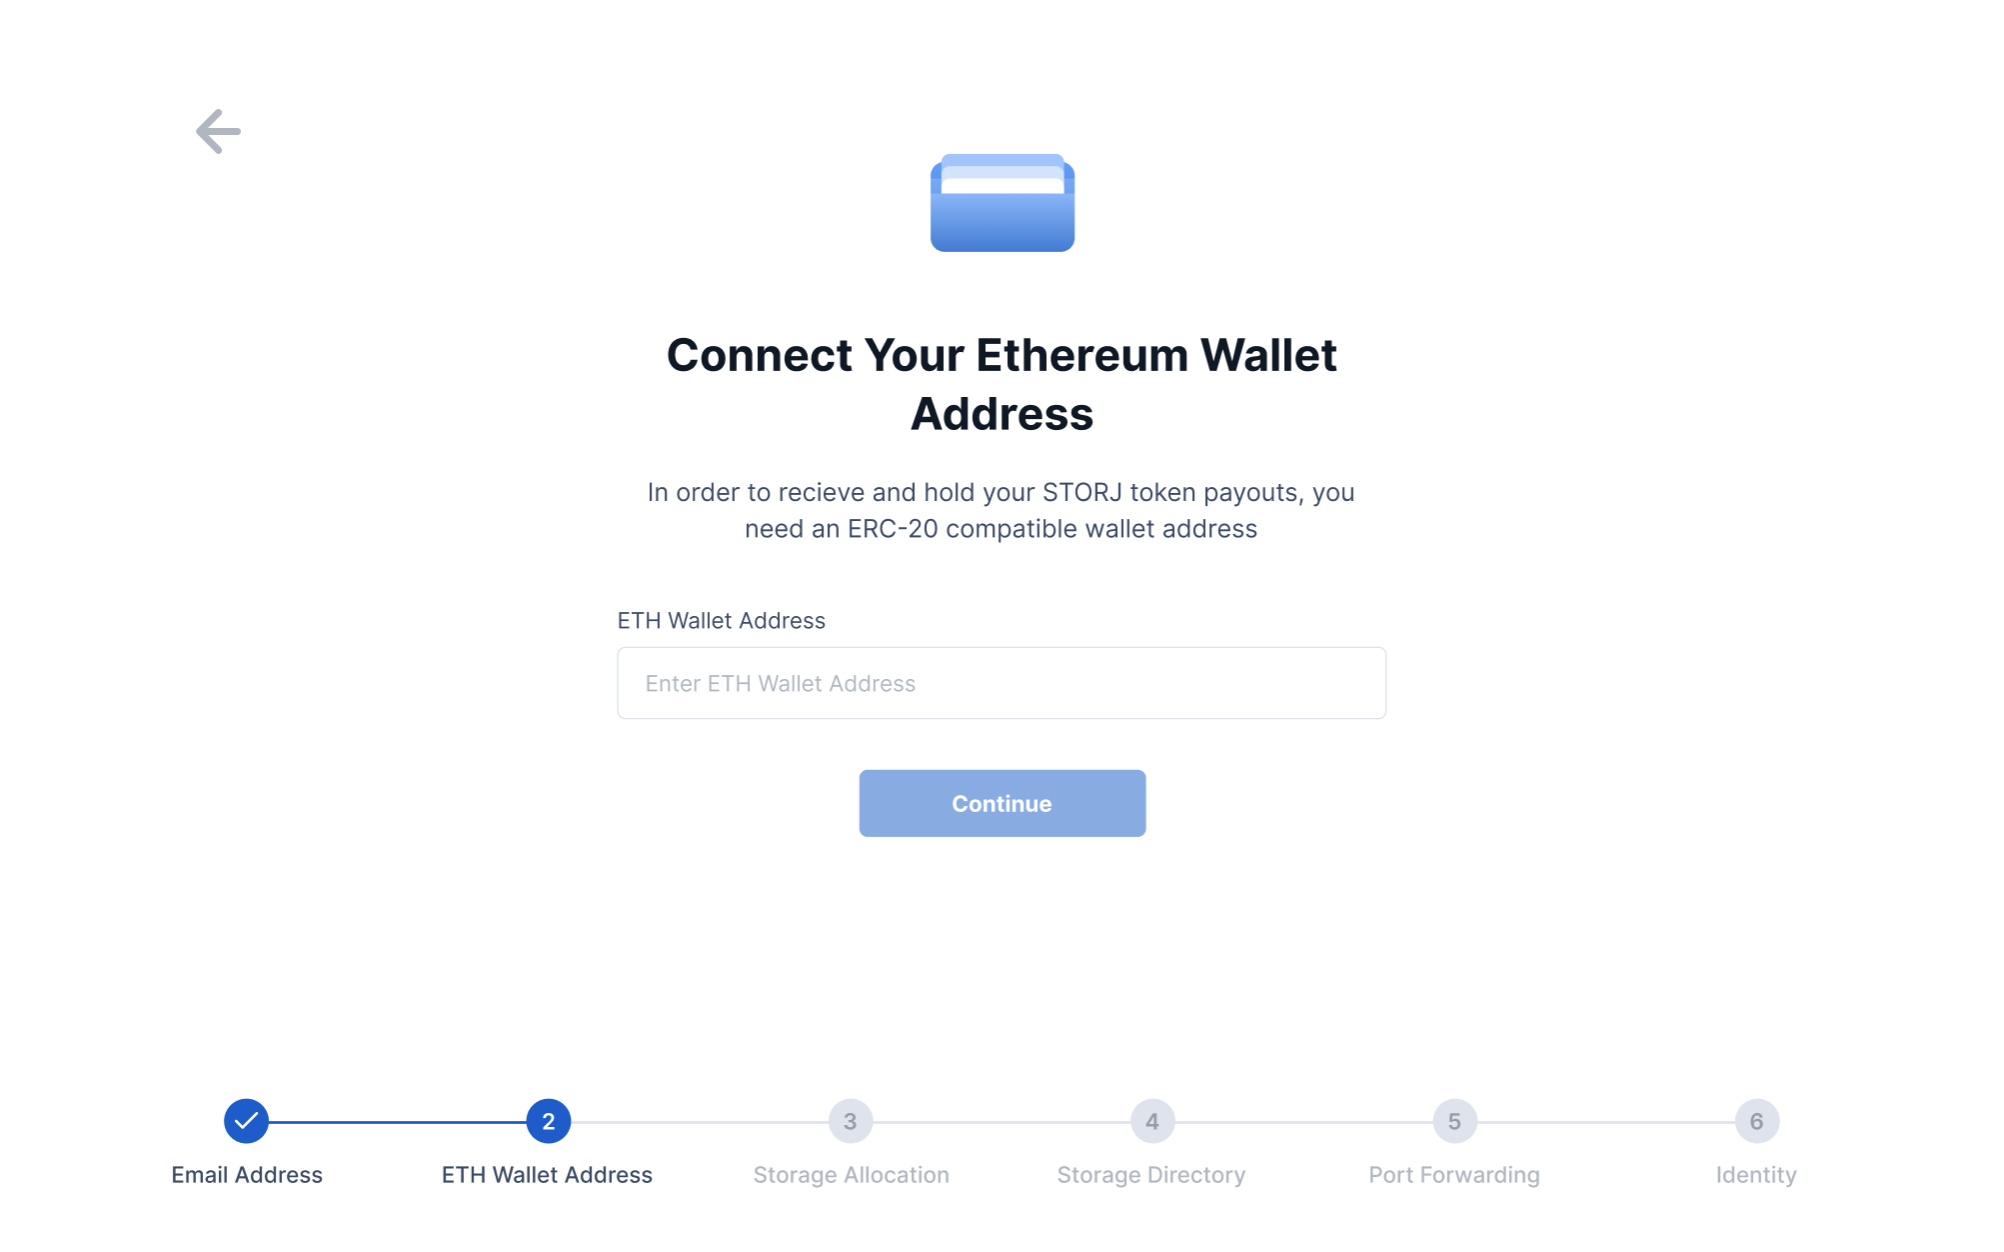 Connect Your Ethereum Wallet
Address
In order to recieve and hold your STORJ token payouts, you
need an ERC-20 compatible wallet address
ETH Wallet Address
Enter ETH Wallet Address
Continue
2
3
4
5
6
Email Address
ETH Wallet Address
Storage Allocation
Storage Directory
Port Forwarding
Identity